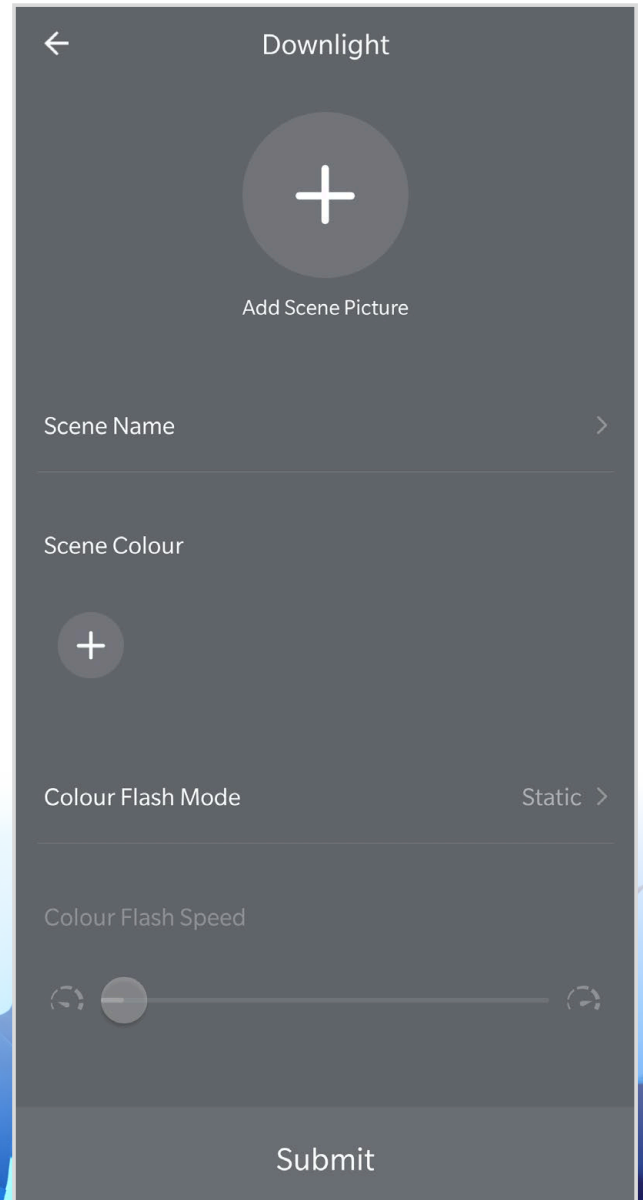 Downlight
Add Scene Picture
Scene Name
Scene Colour
Colour Flash Mode
Static
Colour Flash Speed
Submit